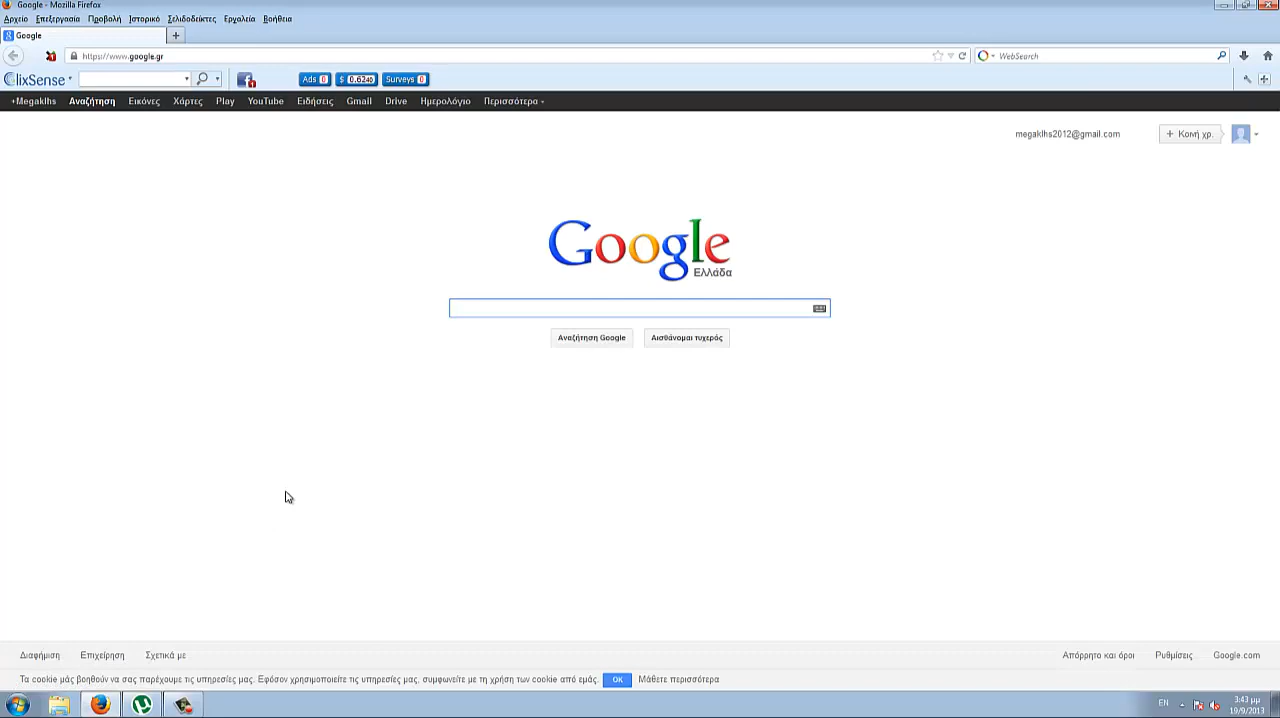 Google - Mozilla Firefox
Αρχείο Επεξεργασία Προβολή Ιστορικό Σελιδοδείκτες Εργαλεία Βοήθεια
Google
https://www.google.gr WebSearch
ClixSense Ads 0 $ 0.6240 Surveys 0
+Megaklhs Αναζήτηση Εικόνες Χάρτες Play YouTube Ειδήσεις Gmail Drive Ημερολόγιο Περισσότερα
megaklhs2012@gmail.com + Κοινή χρ.
Google
Ελλάδα
Αναζήτηση Google Αισθάνομαι τυχερός
Διαφήμιση Επιχείρηση Σχετικά με Απόρρητο και όροι Ρυθμίσεις Google.com
Τα cookie μάς βοηθούν να σας παρέχουμε τις υπηρεσίες μας. Εφόσον χρησιμοποιείτε τις υπηρεσίες μας, συμφωνείτε με τη χρήση των cookie από εμάς. OK Μάθετε περισσότερα
EN 3:43 μμ
19/9/2013